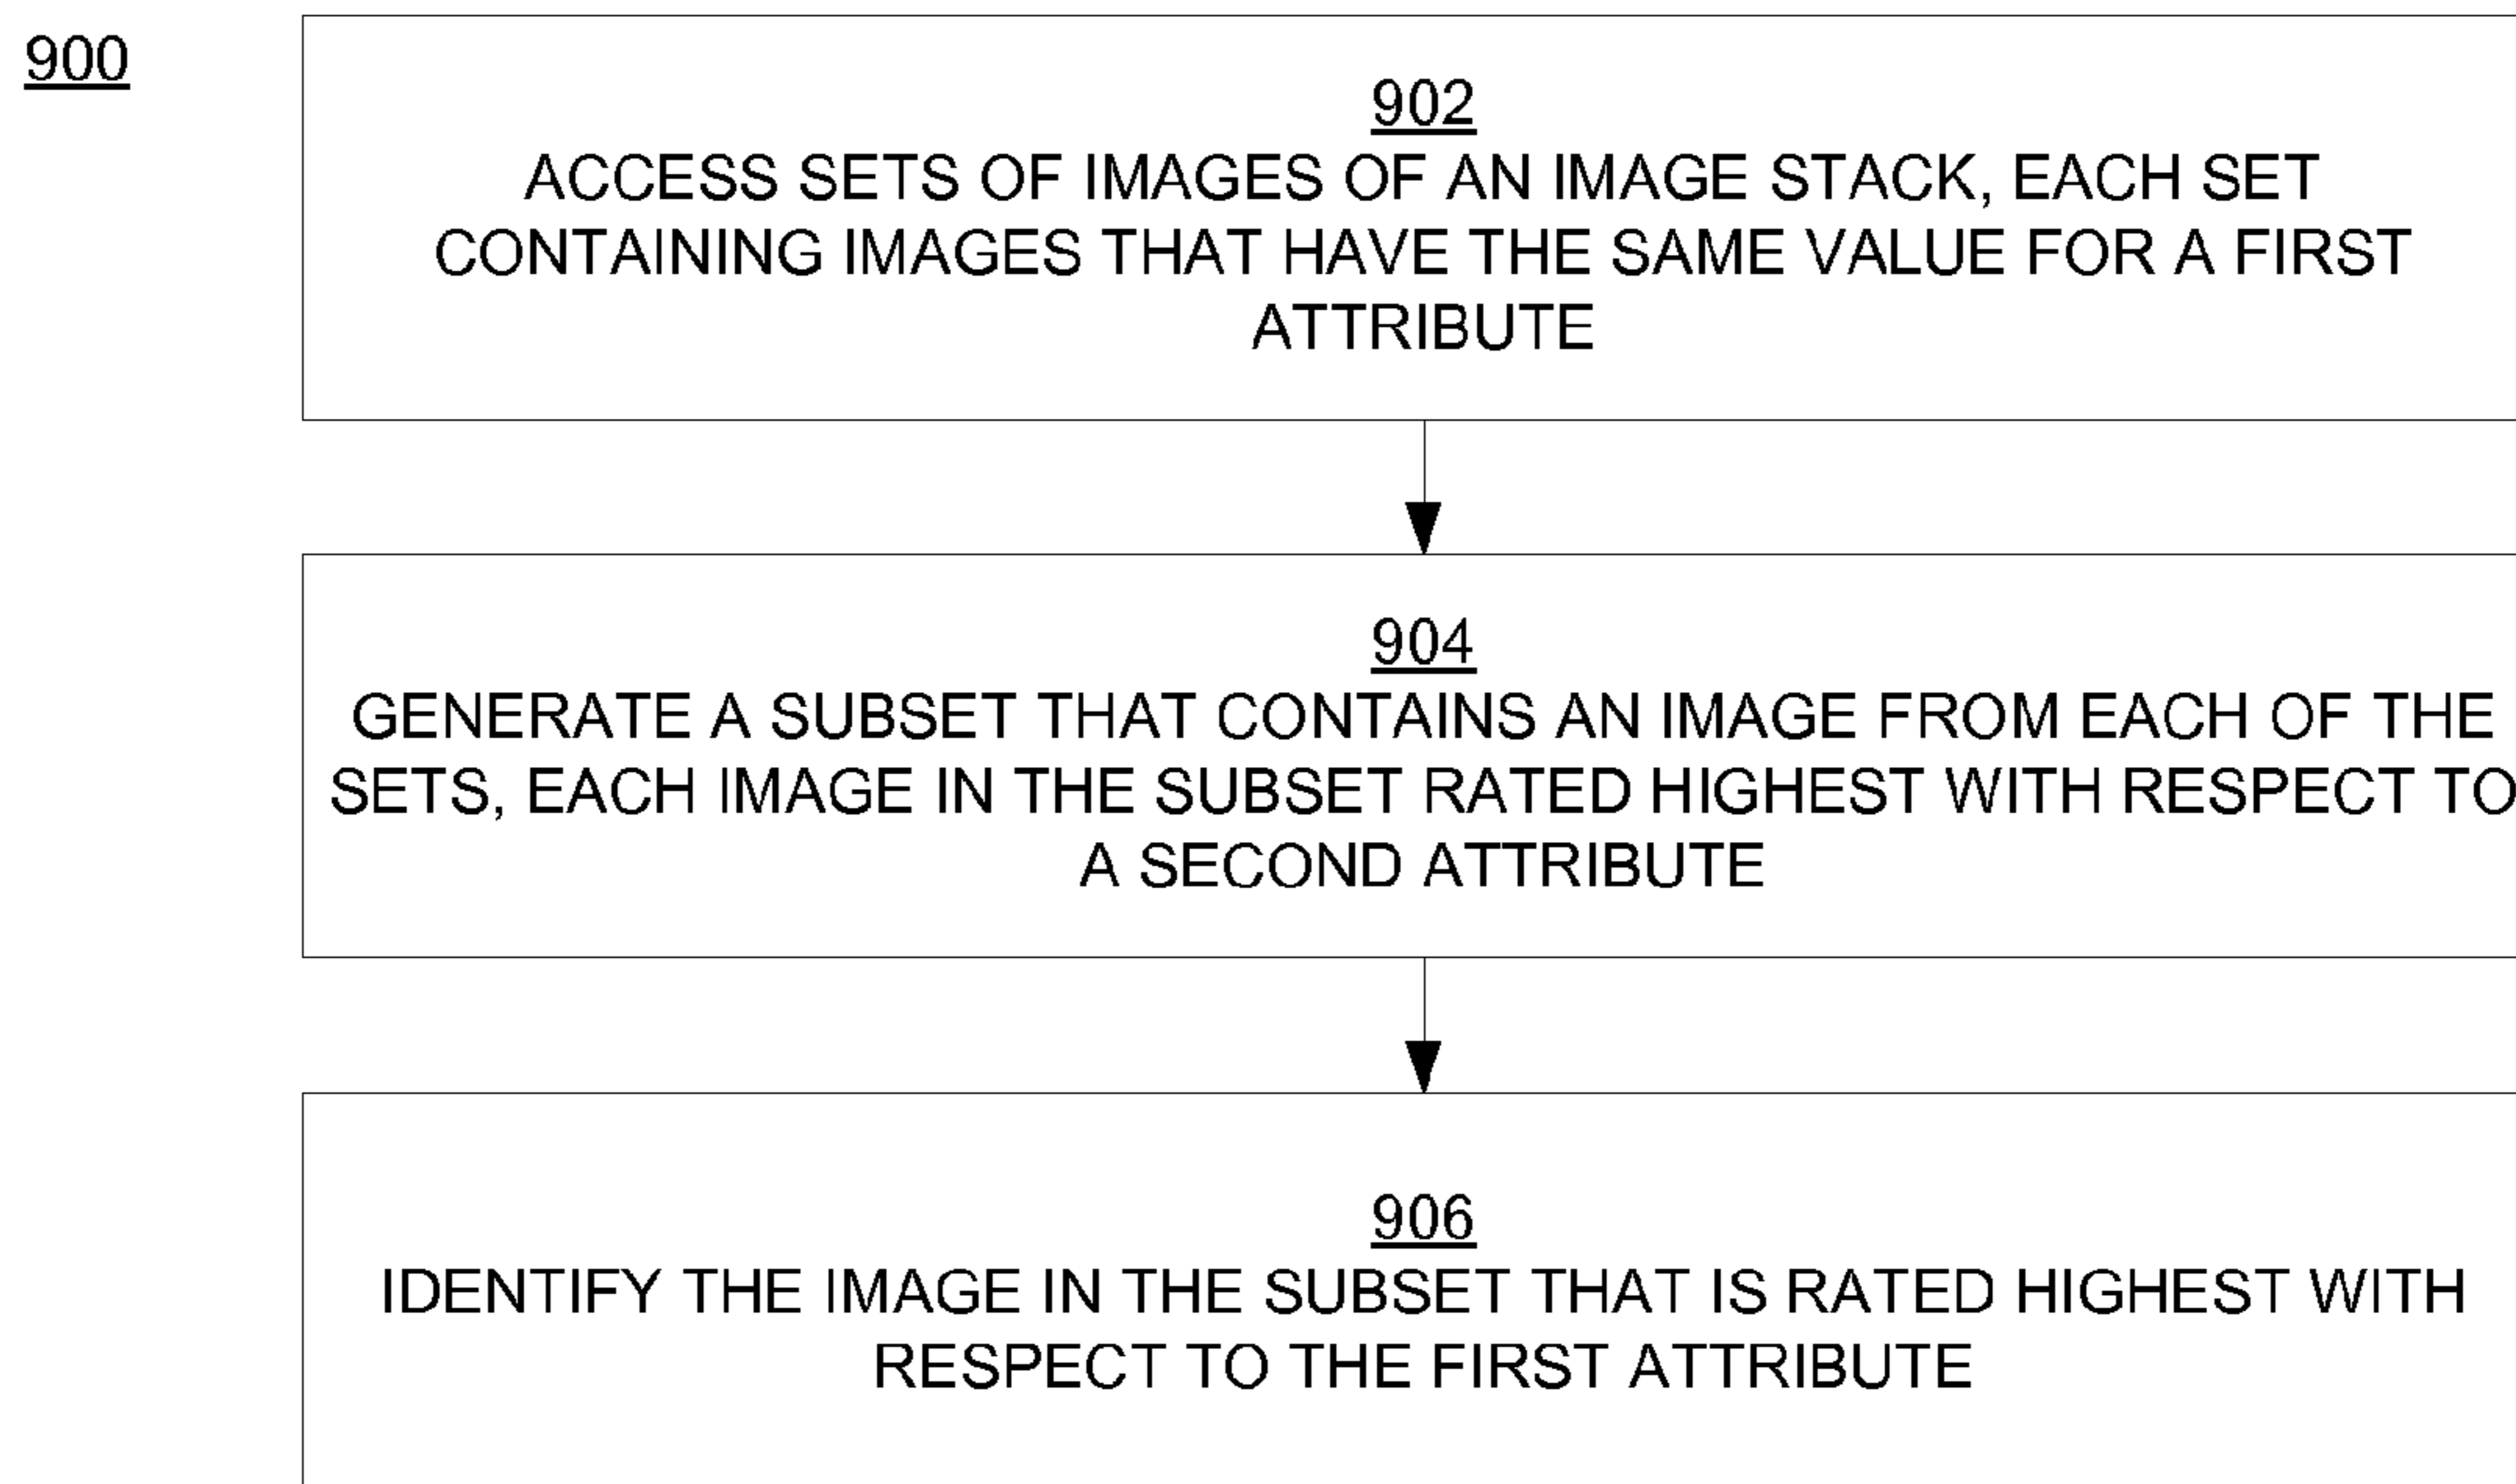 900
902
ACCESS SETS OF IMAGES OF AN IMAGE STACK, EACH SET
CONTAINING IMAGES THAT HAVE THE SAME VALUE FOR A FIRST
ATTRIBUTE
904
GENERATE A SUBSET THAT CONTAINS AN IMAGE FROM EACH OF THE
SETS, EACH IMAGE IN THE SUBSET RATED HIGHEST WITH RESPECT TO
A SECOND ATTRIBUTE
906
IDENTIFY THE IMAGE IN THE SUBSET THAT IS RATED HIGHEST WITH
RESPECT TO THE FIRST ATTRIBUTE